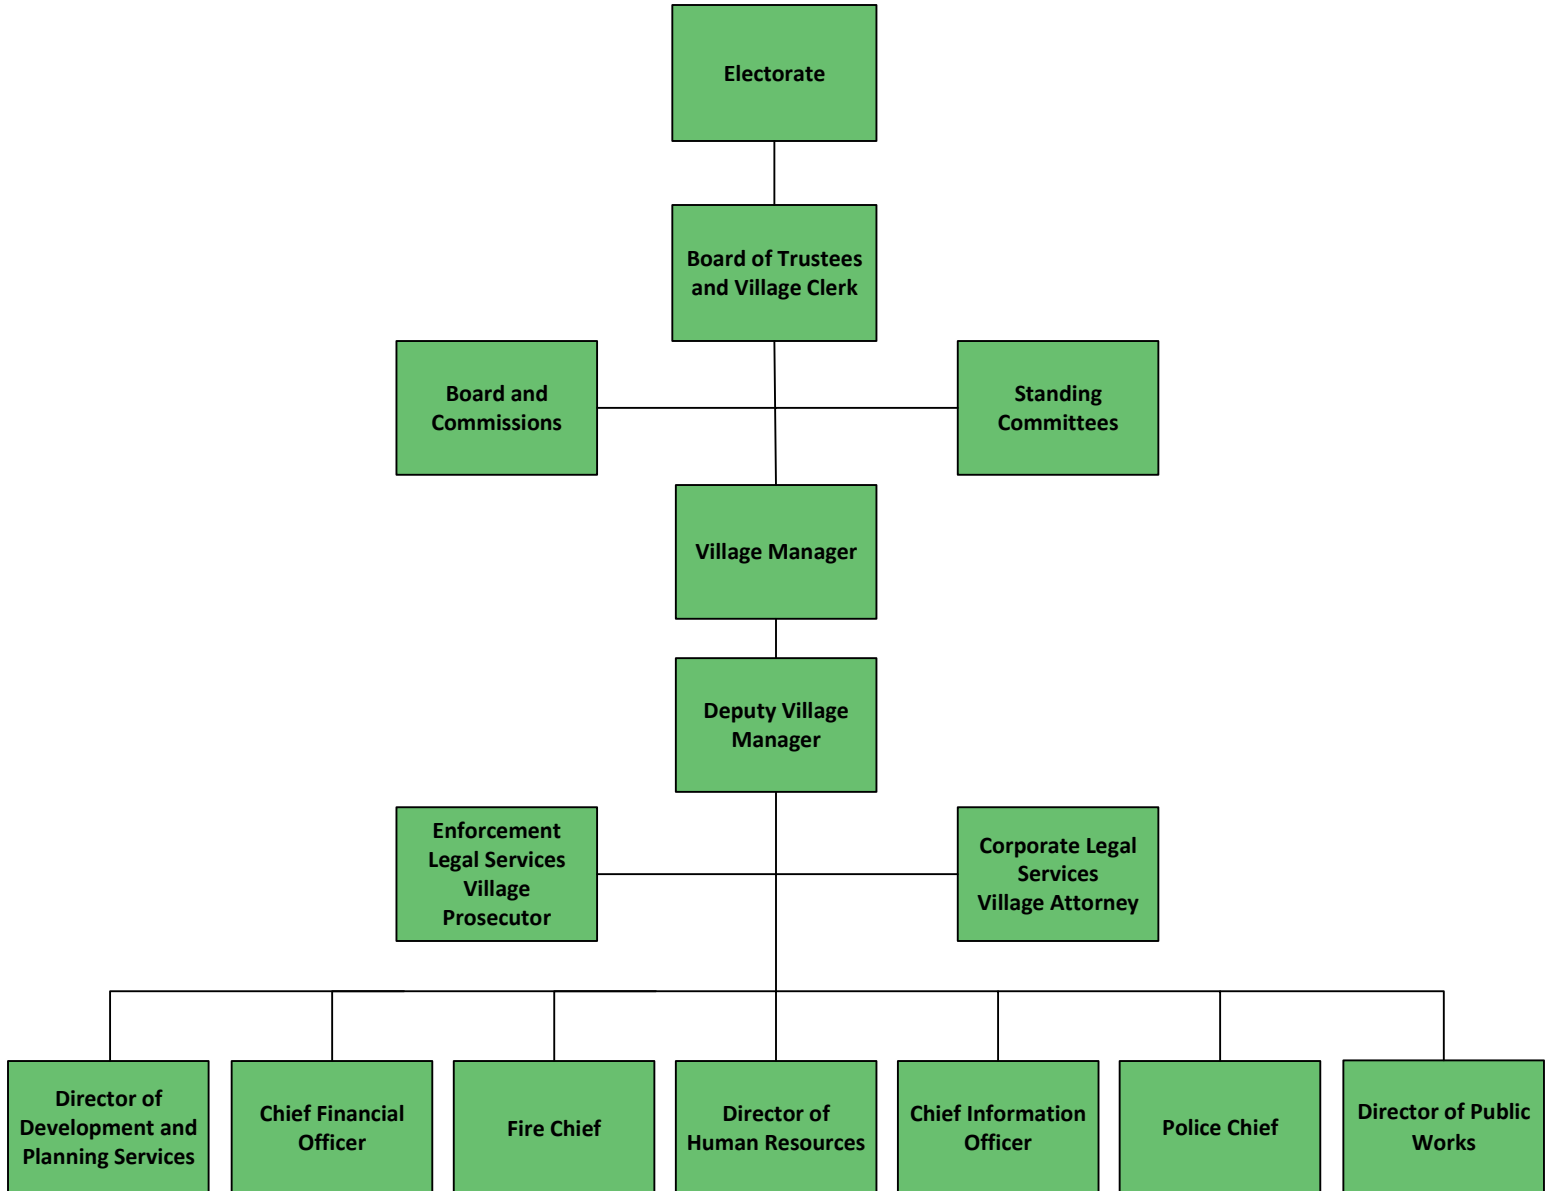 Electorate
Board of Trustees
and Village Clerk
Board and
Commissions
Standing
Committees
Village Manager
Deputy Village
Manager
Enforcement
Legal Services
Village
Prosecutor
Corporate Legal
Services
Village Attorney
Director of
Development and
Planning Services
Chief Financial
Officer
Fire Chief
Director of
Human Resources
Chief Information
Officer
Police Chief
Director of Public
Works